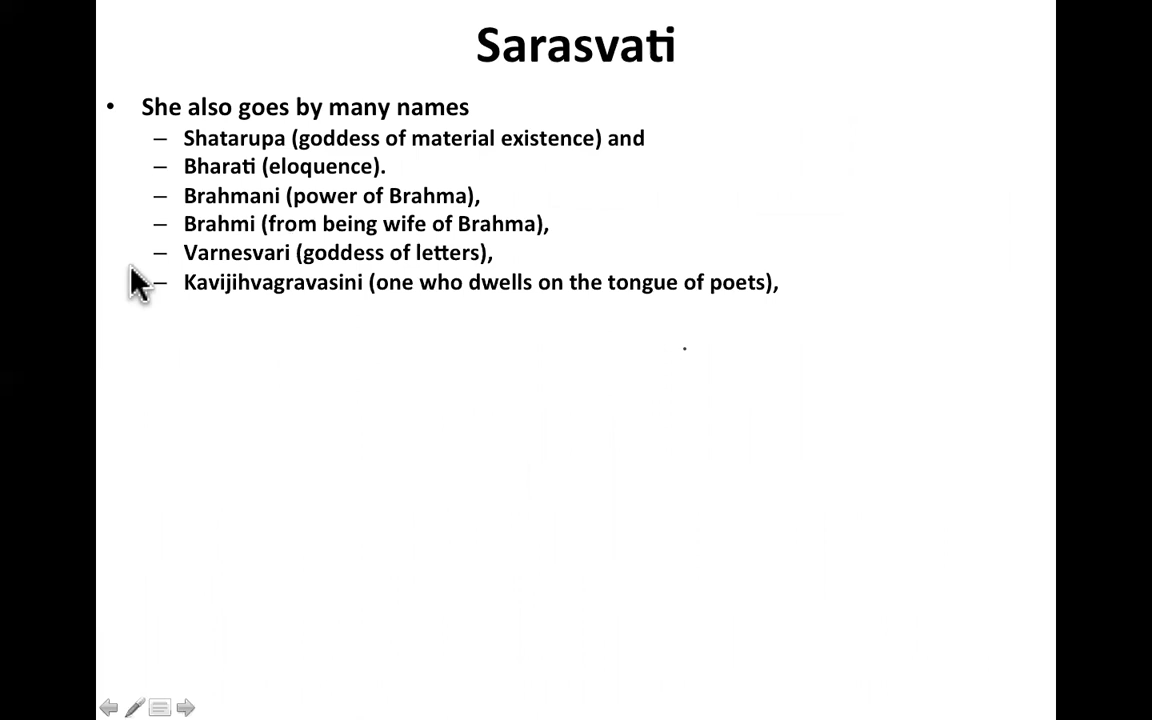 Sarasvati
• She also goes by many names
– Shatarupa (goddess of material existence) and
– Bharati (eloquence).
– Brahmani (power of Brahma),
– Brahmi (from being wife of Brahma),
– Varnesvari (goddess of letters),
– Kavijihvagravasini (one who dwells on the tongue of poets),
.